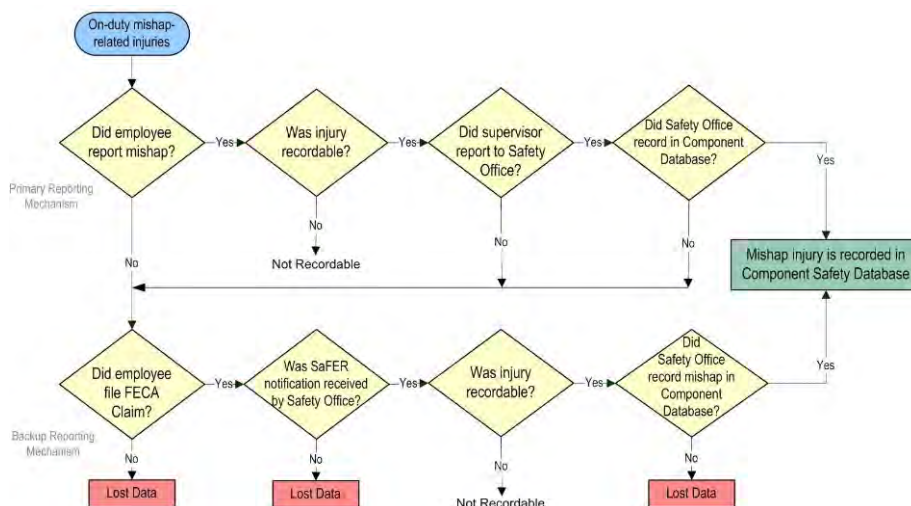 On-duty mishap-
related injuries
Did employee
report mishap?
Yes
Was injury
recordable?
Yes
Did supervisor
report to Safety
Office?
Yes
Did Safety Office
record in Component
Database?
Yes
Primary Reporting
Mechanism
No
No
No
No
Not Recordable
Mishap injury is recorded in
Component Safety Database
Did employee
file FECA
Claim?
Yes
Was SaFER
notification received
by Safety Office?
Yes
Was injury
recordable?
Yes
Did
Safety Office
record mishap in
Component
Database?
Yes
Backup Reporting
Mechanism
No
No
No
No
Lost Data
Lost Data
Not Recordable
Lost Data